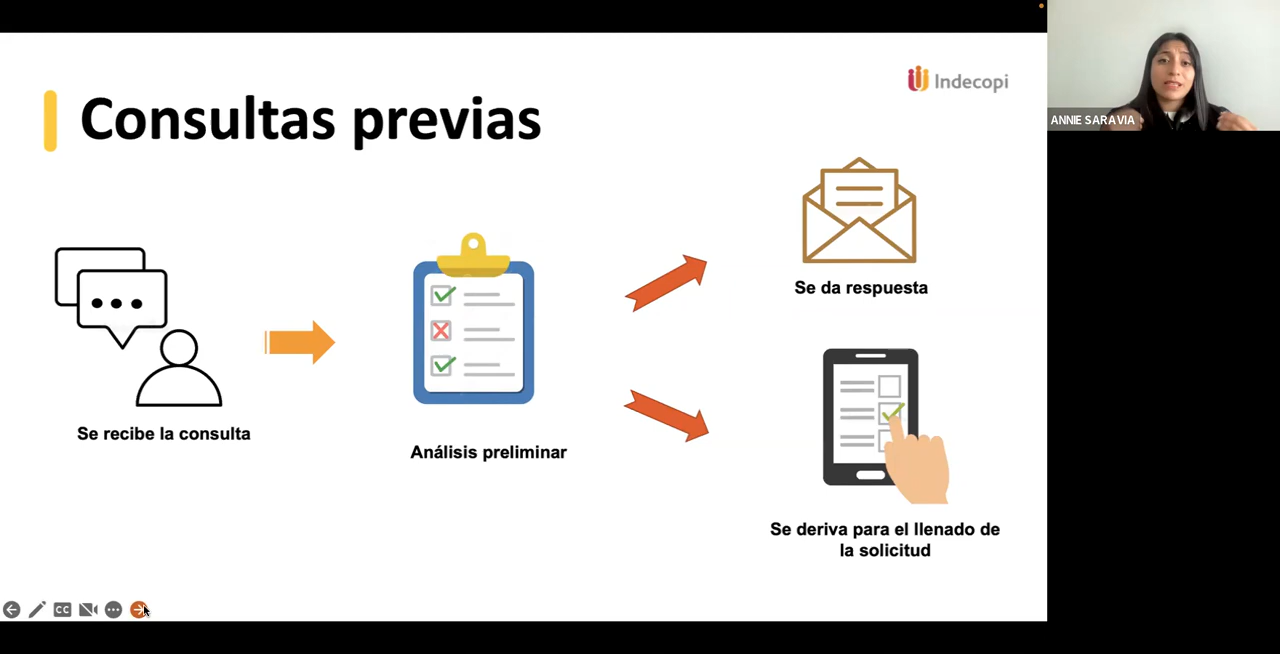 Consultas previas
Indecopi
ANNIE SARAVIA
Se recibe la consulta
Análisis preliminar
Se da respuesta
Se deriva para el llenado de
la solicitud
CC